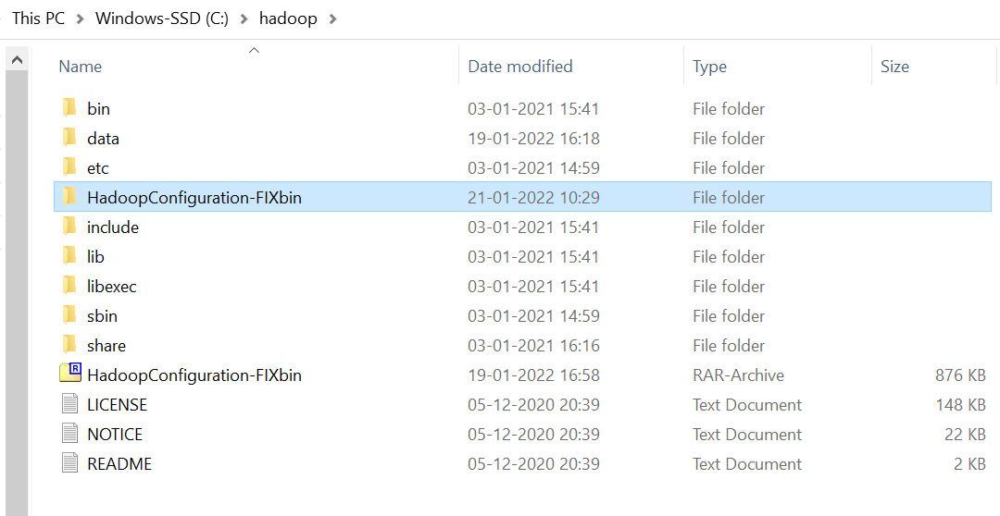 This PC > Windows-SSD (C:) > hadoop >
Name Date modified Type Size
bin 03-01-2021 15:41 File folder
data 19-01-2022 16:18 File folder
etc 03-01-2021 14:59 File folder
HadoopConfiguration-FIXbin 21-01-2022 10:29 File folder
include 03-01-2021 15:41 File folder
lib 03-01-2021 15:41 File folder
libexec 03-01-2021 15:41 File folder
sbin 03-01-2021 14:59 File folder
share 03-01-2021 16:16 File folder
R HadoopConfiguration-FIXbin 19-01-2022 16:58 RAR-Archive 876 KB
LICENSE 05-12-2020 20:39 Text Document 148 KB
NOTICE 05-12-2020 20:39 Text Document 22 KB
README 05-12-2020 20:39 Text Document 2 KB